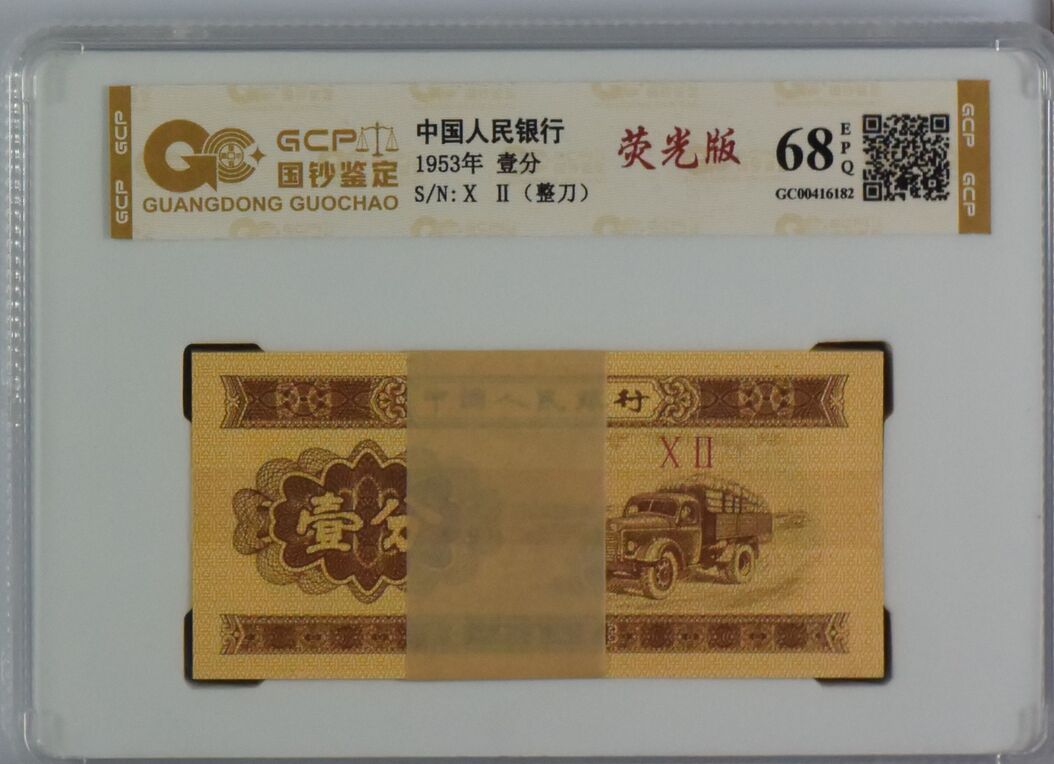 GCP
GCP
GC
GCP
国钞鉴定
GUANGDONG GUOCHAO
中国人民银行
1953年 壹分
S/N: X Ⅱ (整刀)
荧光版
68
EPQ
GC00416182
GCP
GCP
中国人民银行
X Ⅱ
壹分